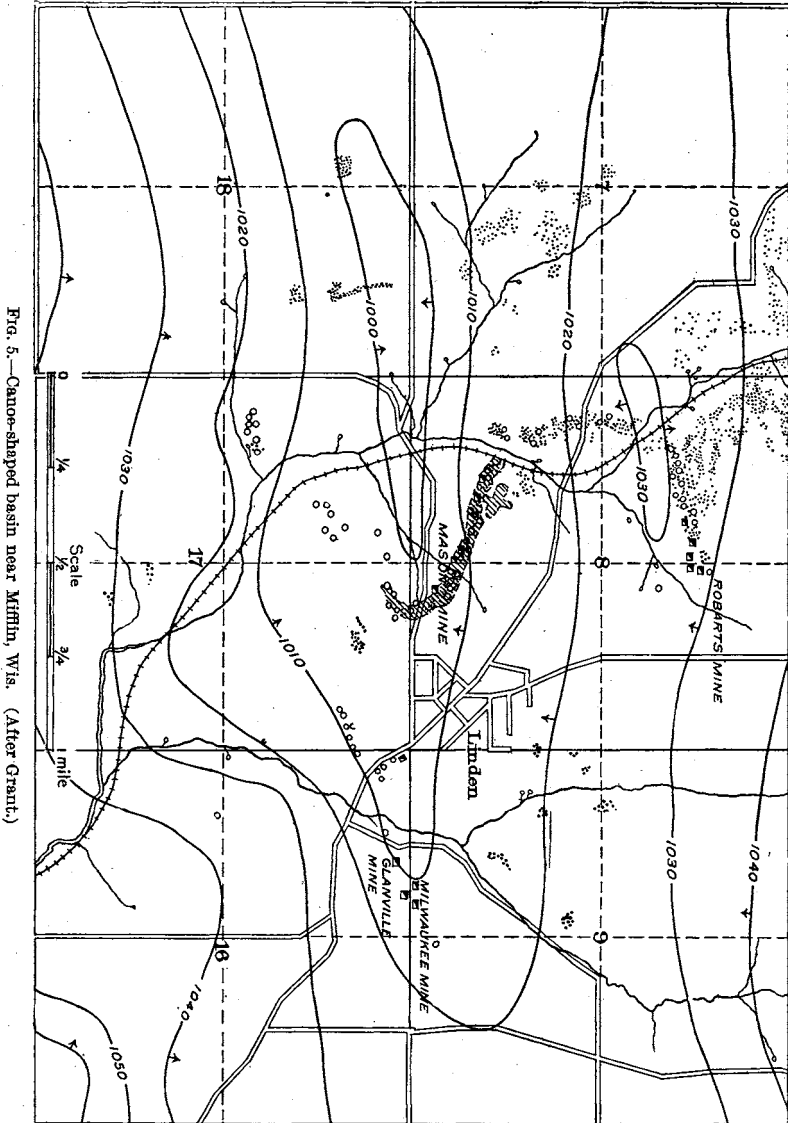 1040
1030
ROBARTS MINE
1030
1030
7
8
9
1020
1020
1010
Linden
MASON MINE
MILWAUKEE MINE
GLANVILLE
MINE
1000
1010
1020
18
17
16
1040
1030
1050
0 1/4 1/2 3/4 1 mile
Scale
FIG. 5.—Canoe-shaped basin near Mifflin, Wis. (After Grant.)